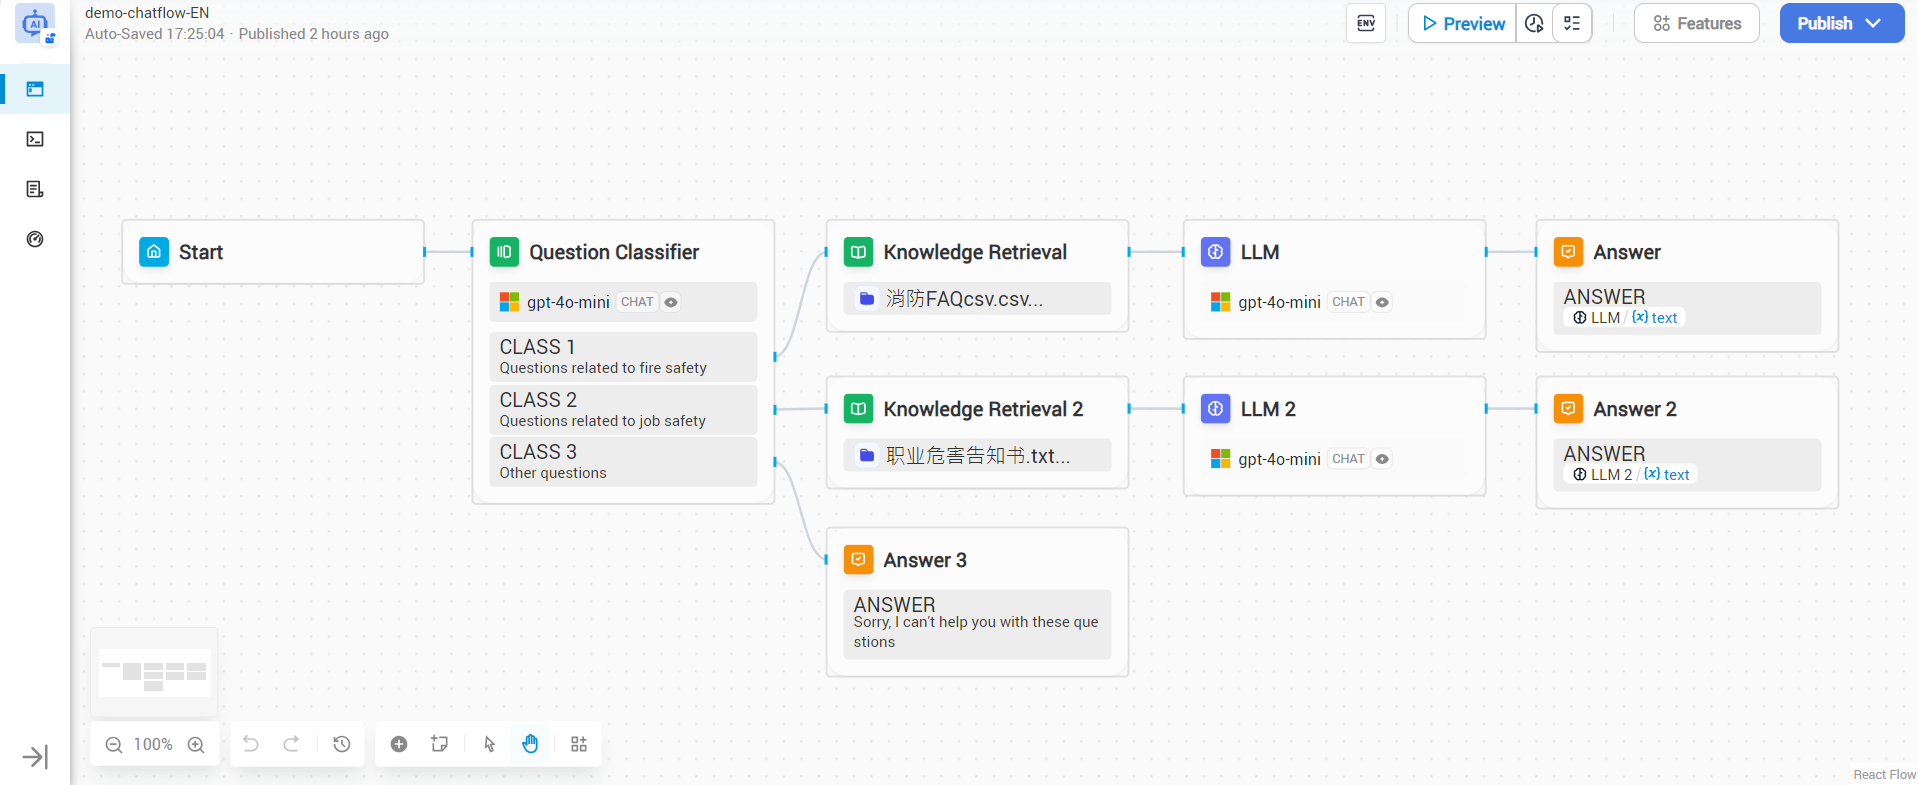 demo-chatflow-EN
Auto-Saved 17:25:04 · Published 2 hours ago
AI
ENV
Preview
Features
Publish
Start
Question Classifier
gpt-4o-mini CHAT
CLASS 1
Questions related to fire safety
CLASS 2
Questions related to job safety
CLASS 3
Other questions
Knowledge Retrieval
消防FAQcsv.csv...
LLM
gpt-4o-mini CHAT
Answer
ANSWER
LLM / {x} text
Knowledge Retrieval 2
职业危害告知书.txt...
LLM 2
gpt-4o-mini CHAT
Answer 2
ANSWER
LLM 2 / {x} text
Answer 3
ANSWER
Sorry, I can't help you with these que
stions
100%
React Flow